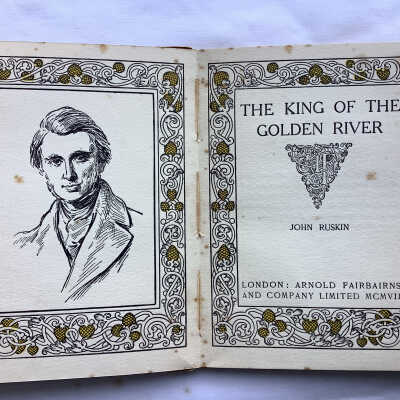 THE KING OF THE
GOLDEN RIVER
JOHN RUSKIN
LONDON: ARNOLD FAIRBAIRNS
AND COMPANY LIMITED MCMVII